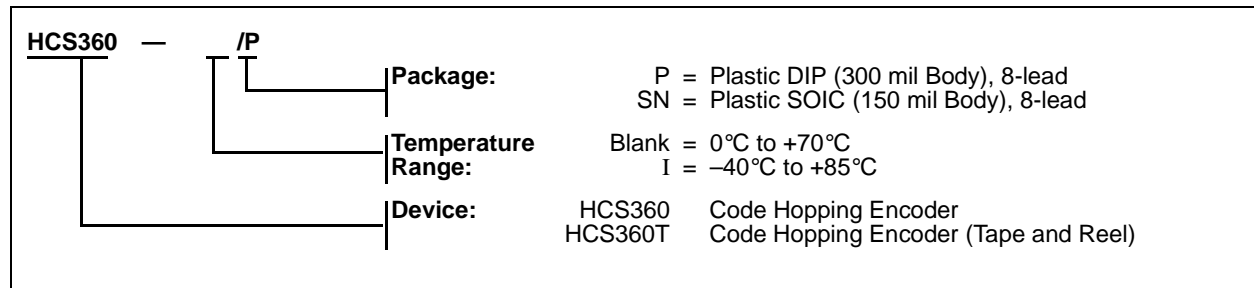 HCS360 — /P
Package: P = Plastic DIP (300 mil Body), 8-lead
SN = Plastic SOIC (150 mil Body), 8-lead
Temperature Blank = 0°C to +70°C
Range: I = –40°C to +85°C
Device: HCS360 Code Hopping Encoder
HCS360T Code Hopping Encoder (Tape and Reel)